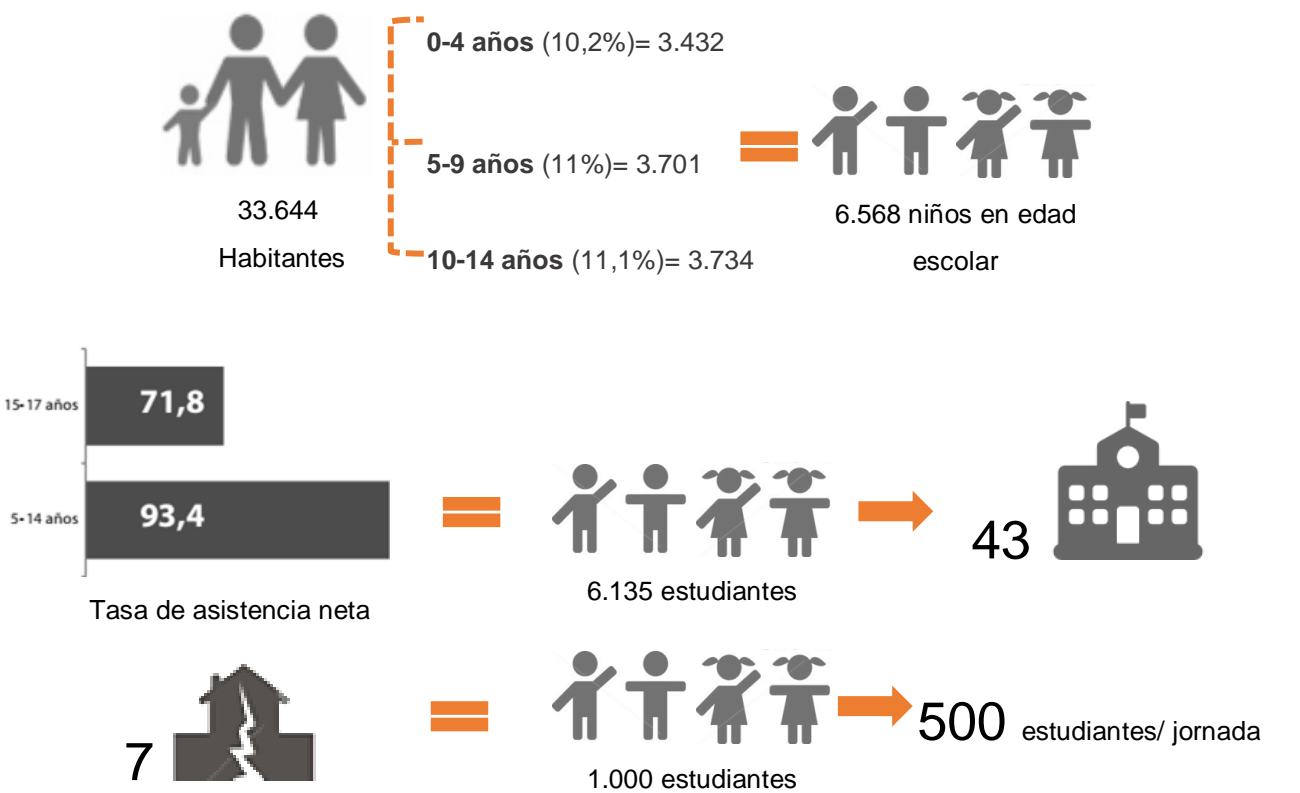 0-4 años (10,2%)= 3.432
5-9 años (11%)= 3.701
10-14 años (11,1%)= 3.734
33.644
Habitantes
6.568 niños en edad
escolar
15-17 años
71,8
5-14 años
93,4
Tasa de asistencia neta
6.135 estudiantes
43
7
1.000 estudiantes
500 estudiantes/ jornada